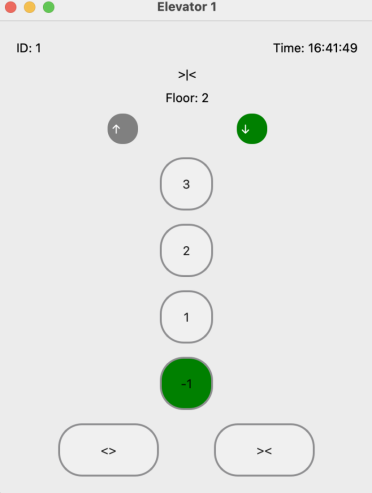 Elevator 1
ID: 1 Time: 16:41:49
>|<
Floor: 2
↑ ↓
3
2
1
-1
<> ><